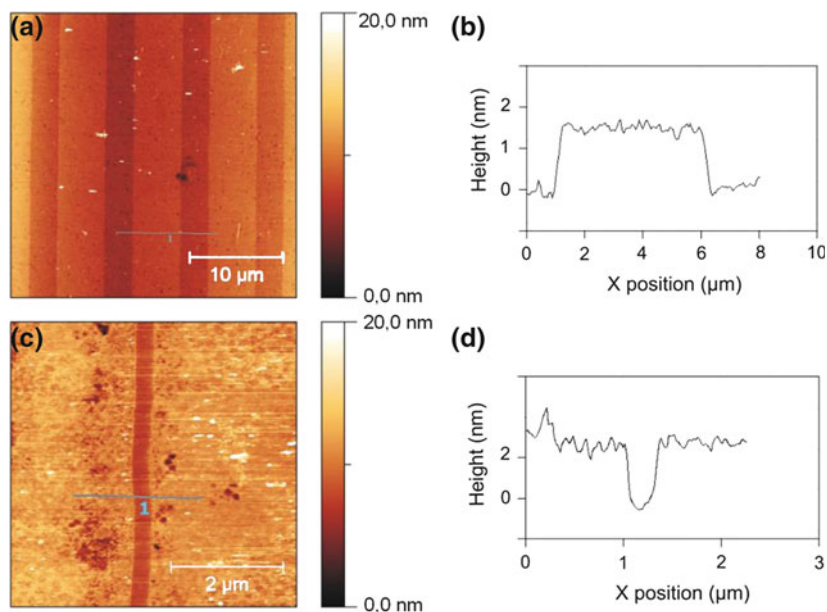 (a)
20,0 nm
1
10 µm
0,0 nm
(b)
Height (nm)
2
1
0
0 2 4 6 8 10
X position (µm)
(c)
20,0 nm
1
2 µm
0.0 nm
(d)
Height (nm)
2
0
0 1 2 3
X position (µm)